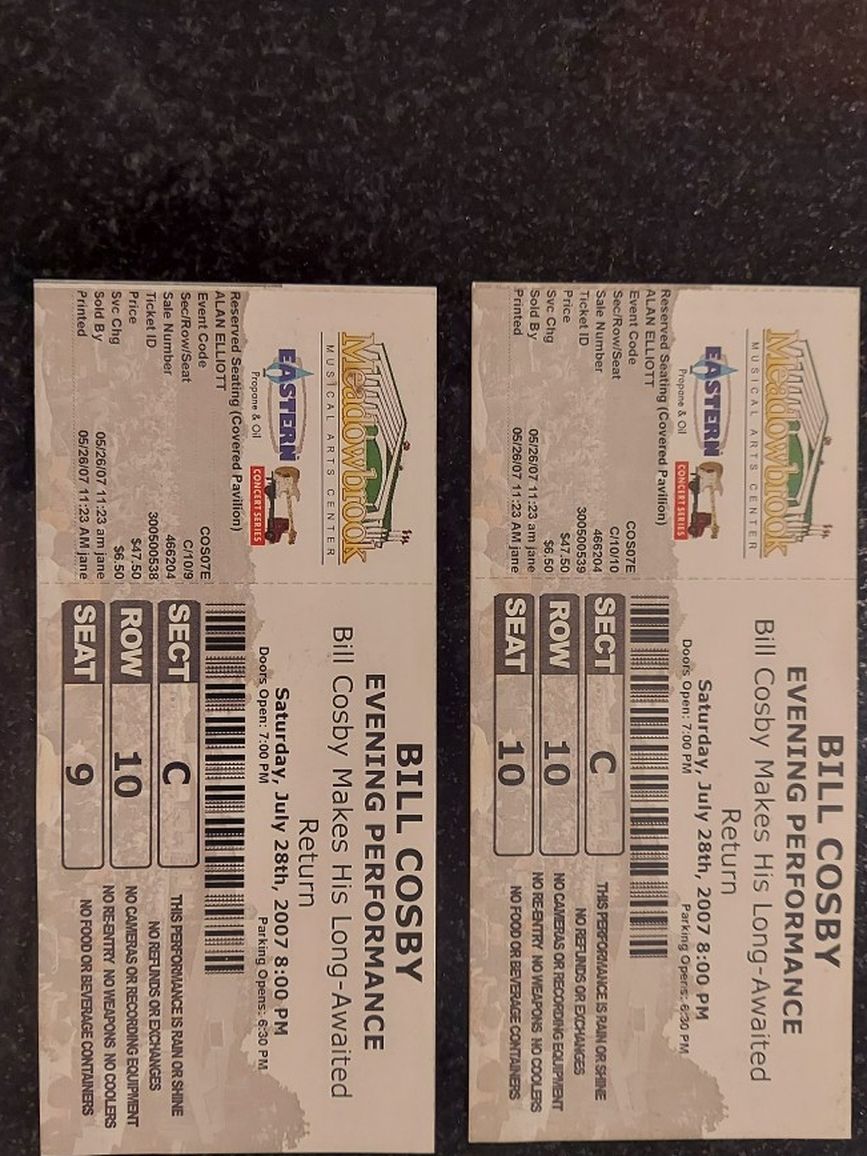 Meadowbrook
MUSICAL ARTS CENTER
EASTERN
Propane & Oil
CONCERT SERIES
Reserved Seating (Covered Pavilion)
ALAN ELLIOTT
Event Code COS07E
Sec/Row/Seat C/10/10
Sale Number 466204
Ticket ID 300500539
Price $47.50
Svc Chg $6.50
Sold By 05/26/07 11:23 am jane
Printed 05/26/07 11:23 AM jane
BILL COSBY
EVENING PERFORMANCE
Bill Cosby Makes His Long-Awaited
Return
Saturday, July 28th, 2007 8:00 PM
Doors Open: 7:00 PM Parking Opens: 6:30 PM
SECT C
ROW 10
SEAT 10
THIS PERFORMANCE IS RAIN OR SHINE
NO REFUNDS OR EXCHANGES
NO CAMERAS OR RECORDING EQUIPMENT
NO RE-ENTRY NO WEAPONS NO COOLERS
NO FOOD OR BEVERAGE CONTAINERS
Meadowbrook
MUSICAL ARTS CENTER
EASTERN
Propane & Oil
CONCERT SERIES
Reserved Seating (Covered Pavilion)
ALAN ELLIOTT
Event Code COS07E
Sec/Row/Seat C/10/9
Sale Number 466204
Ticket ID 300500538
Price $47.50
Svc Chg $6.50
Sold By 05/26/07 11:23 am jane
Printed 05/26/07 11:23 AM jane
BILL COSBY
EVENING PERFORMANCE
Bill Cosby Makes His Long-Awaited
Return
Saturday, July 28th, 2007 8:00 PM
Doors Open: 7:00 PM Parking Opens: 6:30 PM
SECT C
ROW 10
SEAT 9
THIS PERFORMANCE IS RAIN OR SHINE
NO REFUNDS OR EXCHANGES
NO CAMERAS OR RECORDING EQUIPMENT
NO RE-ENTRY NO WEAPONS NO COOLERS
NO FOOD OR BEVERAGE CONTAINERS